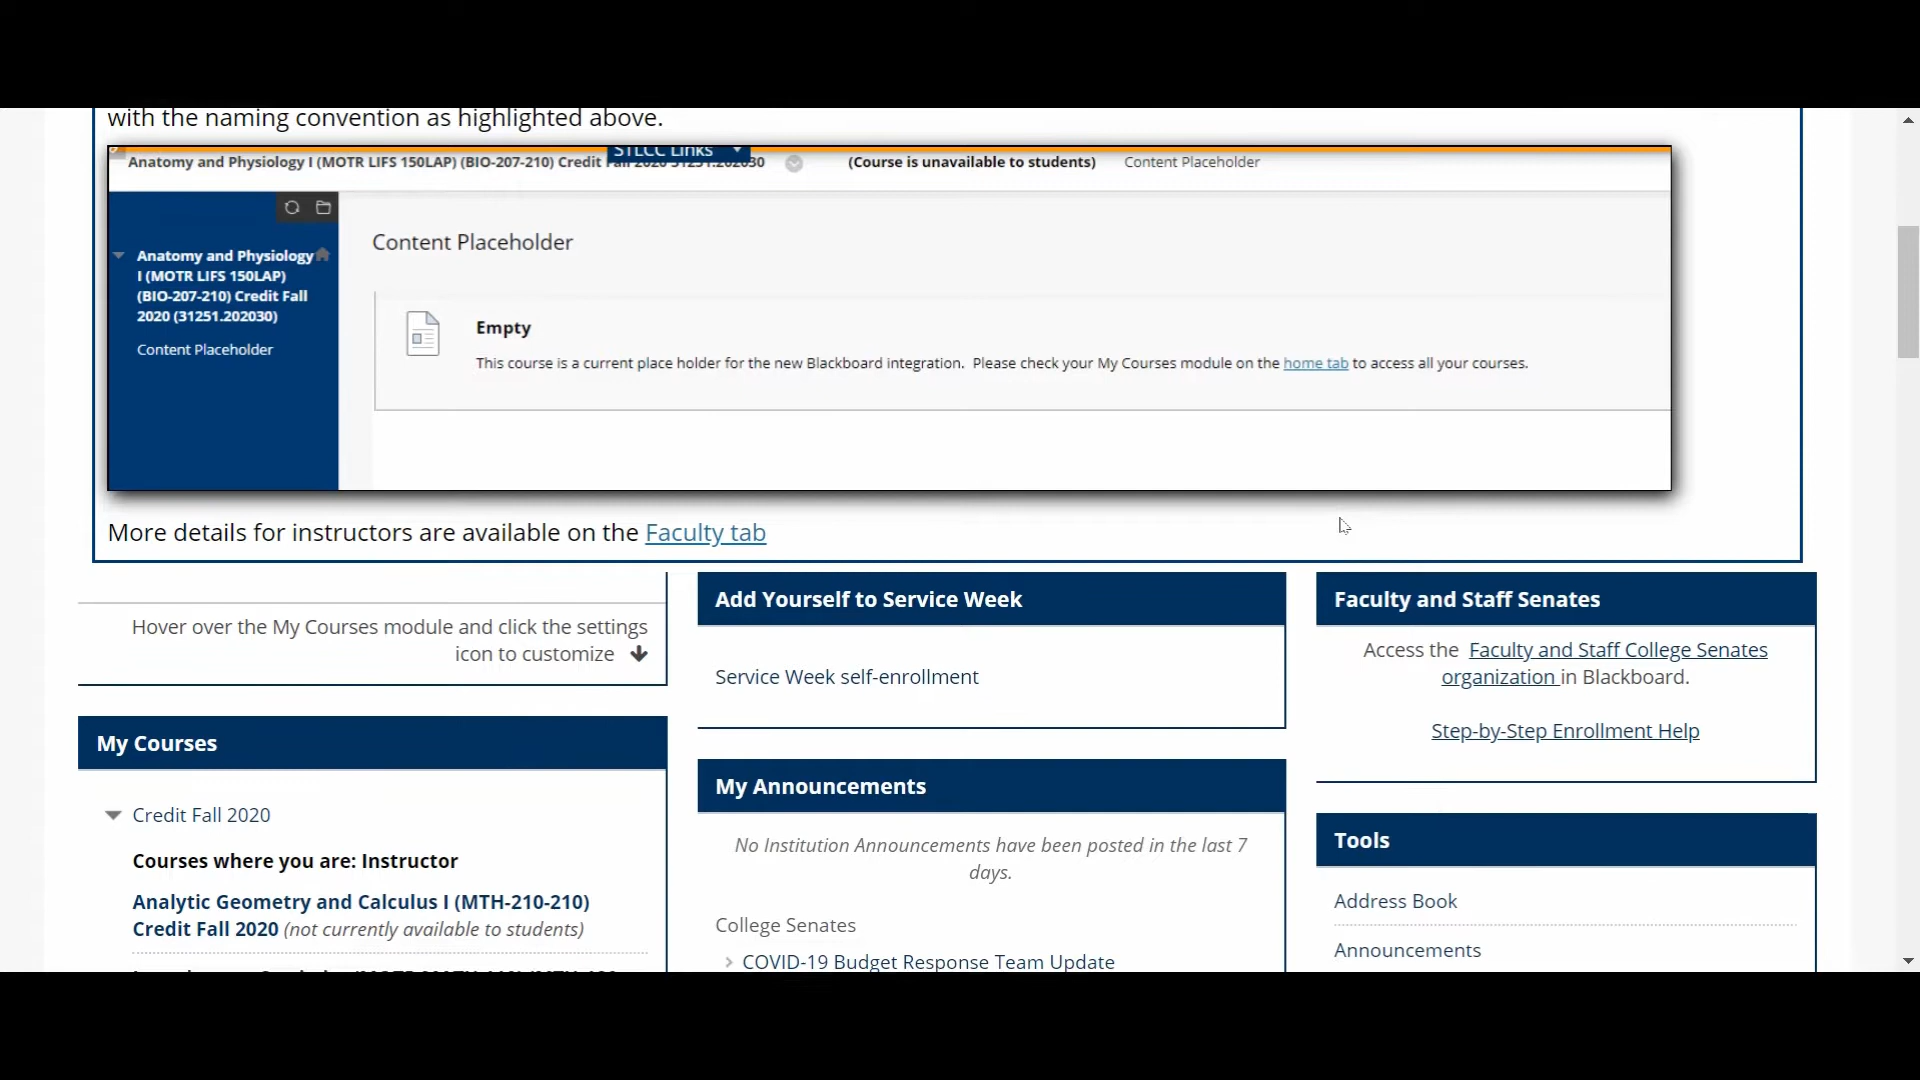 with the naming convention as highlighted above.
STLCC Links
Anatomy and Physiology I (MOTR LIFS 150LAP) (BIO-207-210) Credit Fall 2020 31251.202030
(Course is unavailable to students)
Content Placeholder
Anatomy and Physiology
I (MOTR LIFS 150LAP)
(BIO-207-210) Credit Fall
2020 (31251.202030)
Content Placeholder
Content Placeholder
Empty
This course is a current place holder for the new Blackboard integration. Please check your My Courses module on the home tab to access all your courses.
More details for instructors are available on the Faculty tab
Hover over the My Courses module and click the settings
icon to customize
My Courses
Credit Fall 2020
Courses where you are: Instructor
Analytic Geometry and Calculus I (MTH-210-210)
Credit Fall 2020 (not currently available to students)
Add Yourself to Service Week
Service Week self-enrollment
My Announcements
No Institution Announcements have been posted in the last 7
days.
College Senates
COVID-19 Budget Response Team Update
Faculty and Staff Senates
Access the Faculty and Staff College Senates
organization in Blackboard.
Step-by-Step Enrollment Help
Tools
Address Book
Announcements